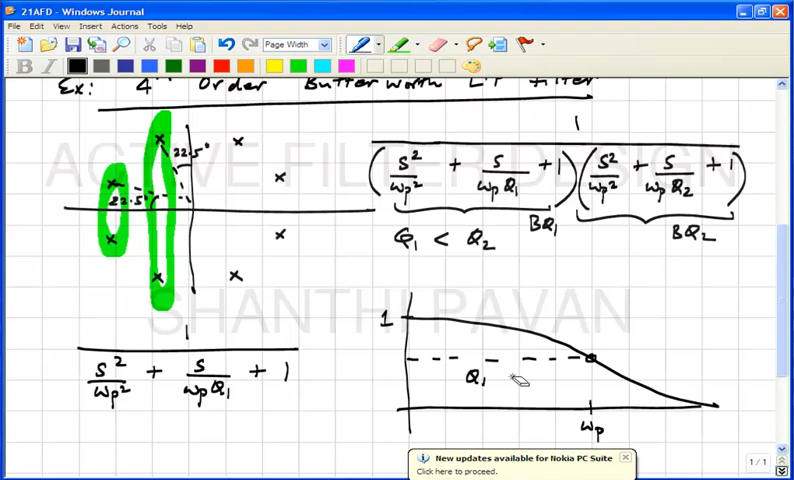 21AFD - Windows Journal
File Edit View Insert Actions Tools Help
Page Width
B I
Ex: 4th Order Butterworth LP Filter
ACTIVE FILTER DESIGN
22.5°
22.5°
1
(S²/ωp² + S/ωpQ1 + 1)(S²/ωp² + S/ωpQ2 + 1)
BQ1
BQ2
Q1 < Q2
SHANTHI PAVAN
1
S²/ωp² + S/ωpQ1 + 1
1
Q1
ωp
New updates available for Nokia PC Suite
Click here to proceed.
1 / 1